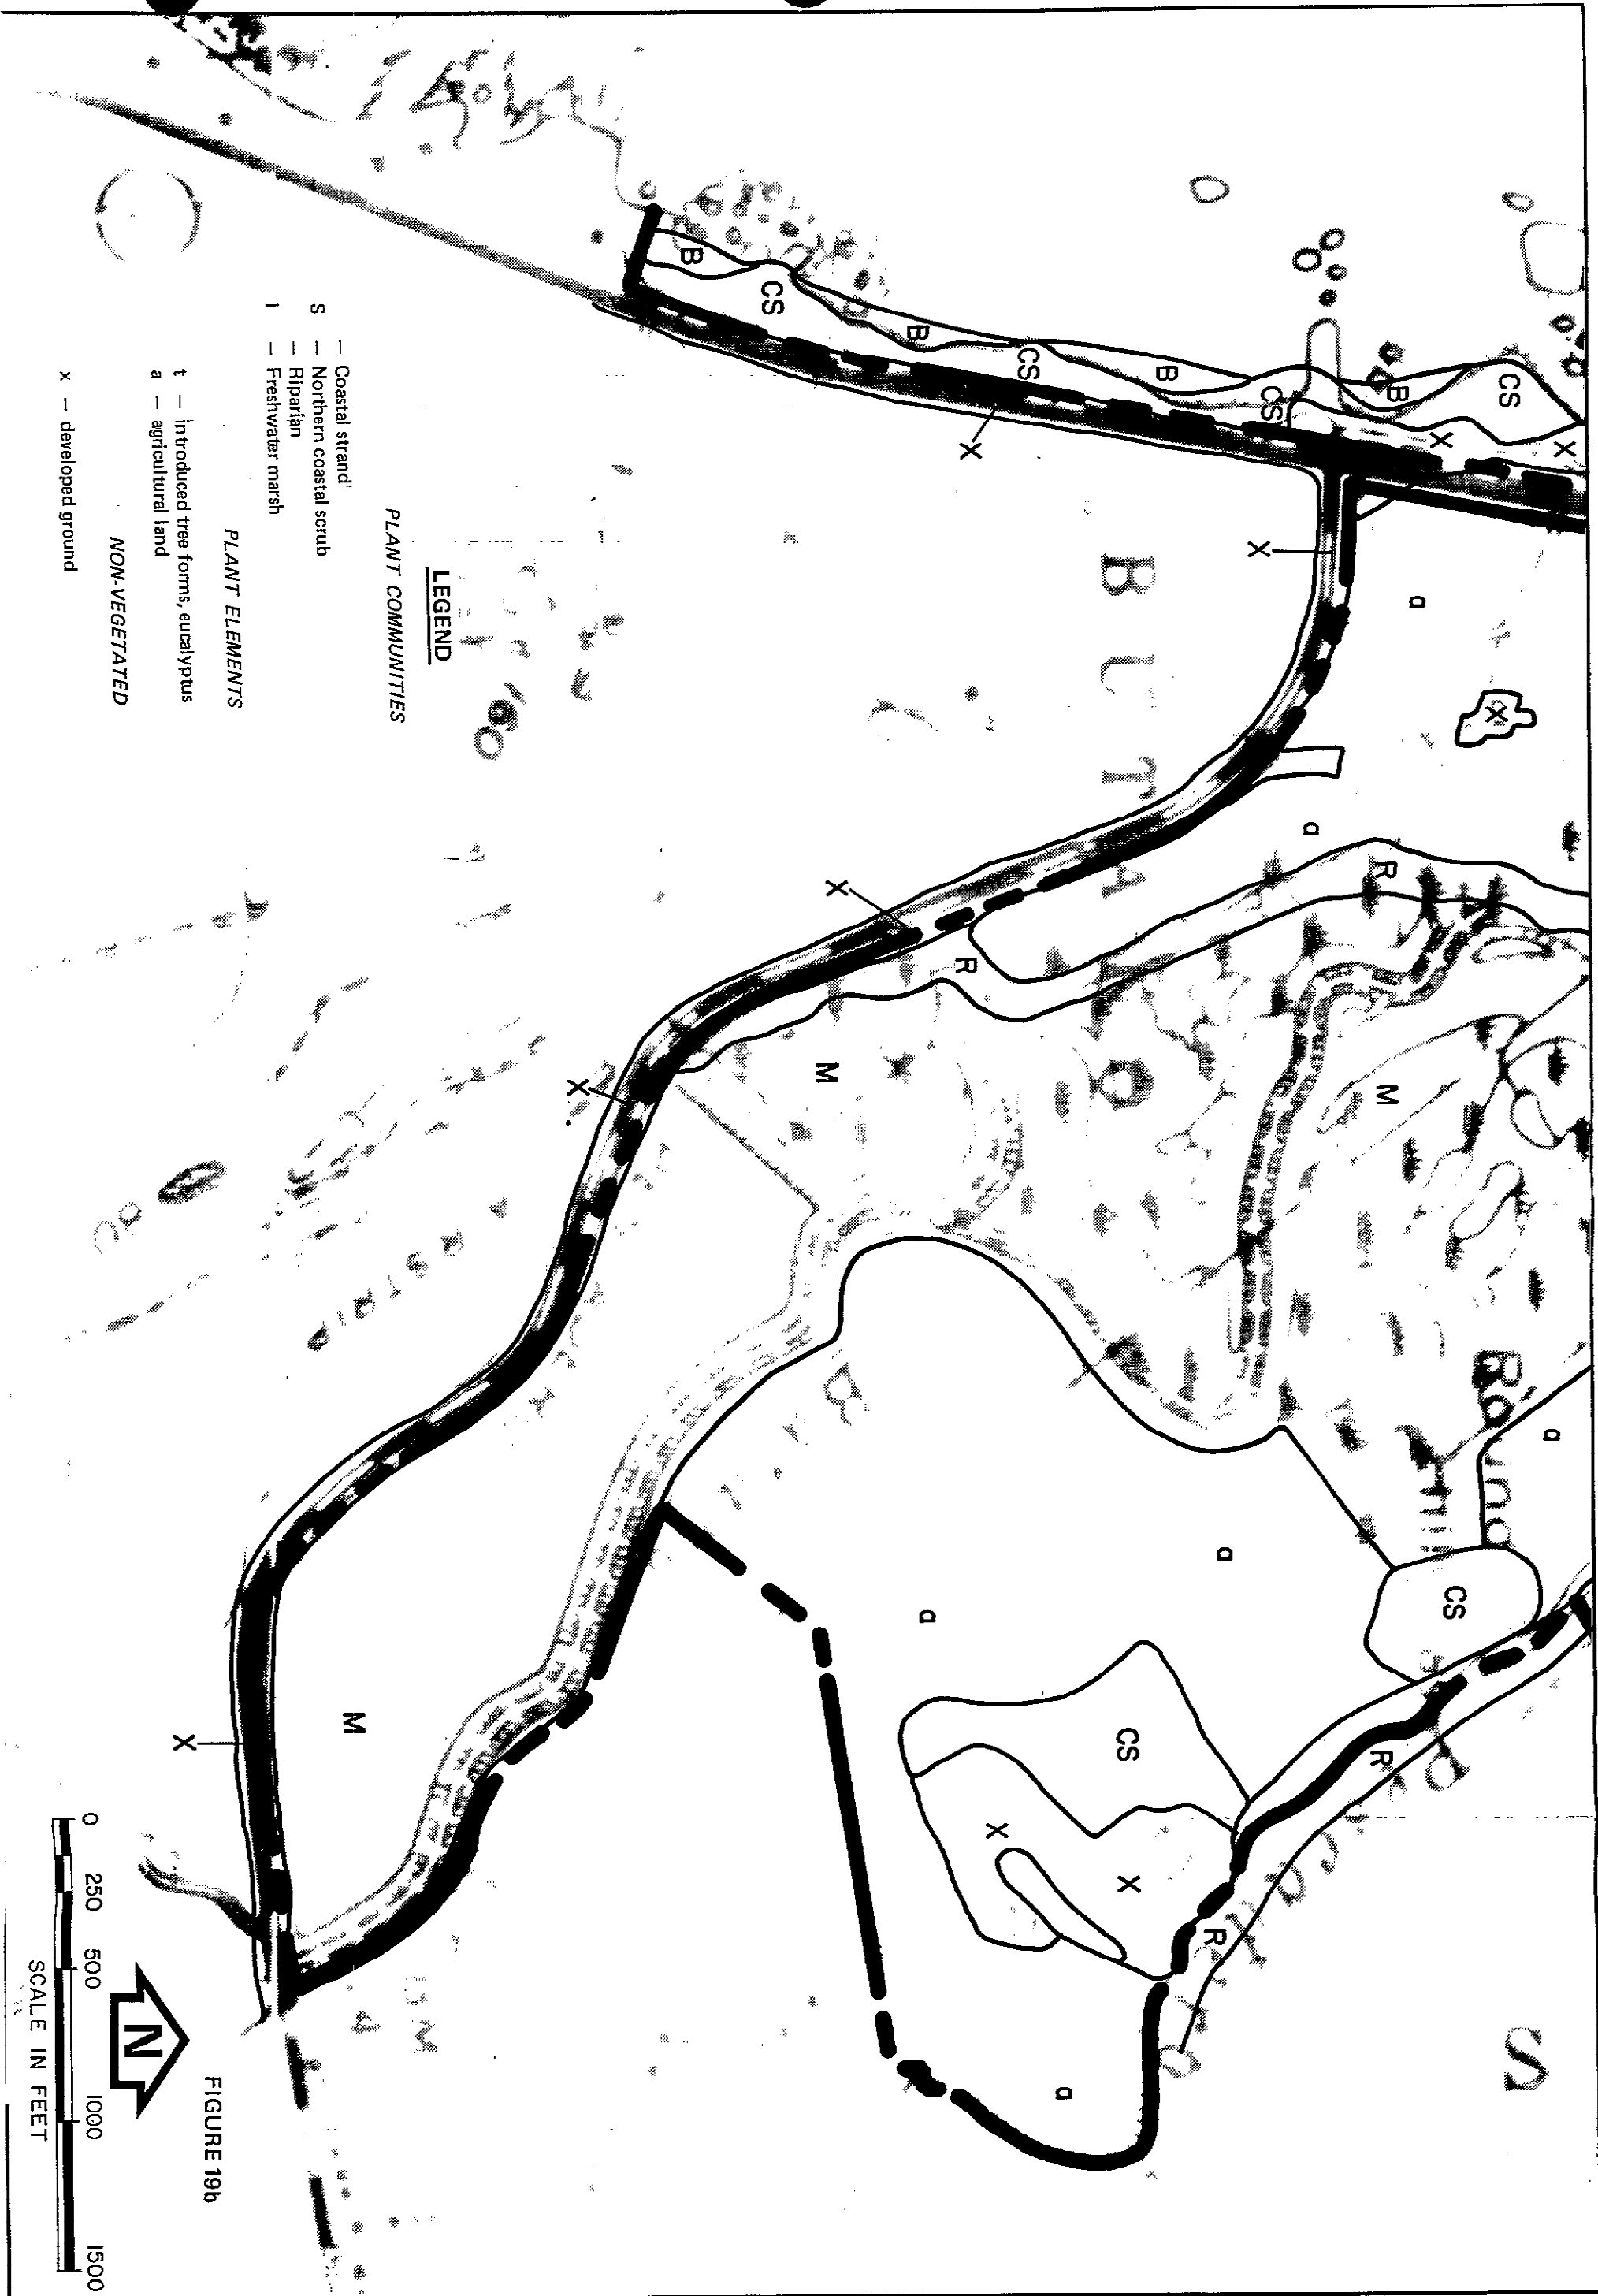 B
CS
B
CS
B
CS
B
CS
X
X
X
X
a
X
a
R
X
R
X
M
M
a
a
a
CS
CS
X
X
R
R
a
M
X
B U T A N O
Round
Hill
S
LEGEND
PLANT COMMUNITIES
— Coastal strand
S — Northern coastal scrub
— Riparian
I — Freshwater marsh
PLANT ELEMENTS
t — introduced tree forms, eucalyptus
a — agricultural land
NON-VEGETATED
x — developed ground
FIGURE 19b
N
0 250 500 1000 1500
SCALE IN FEET